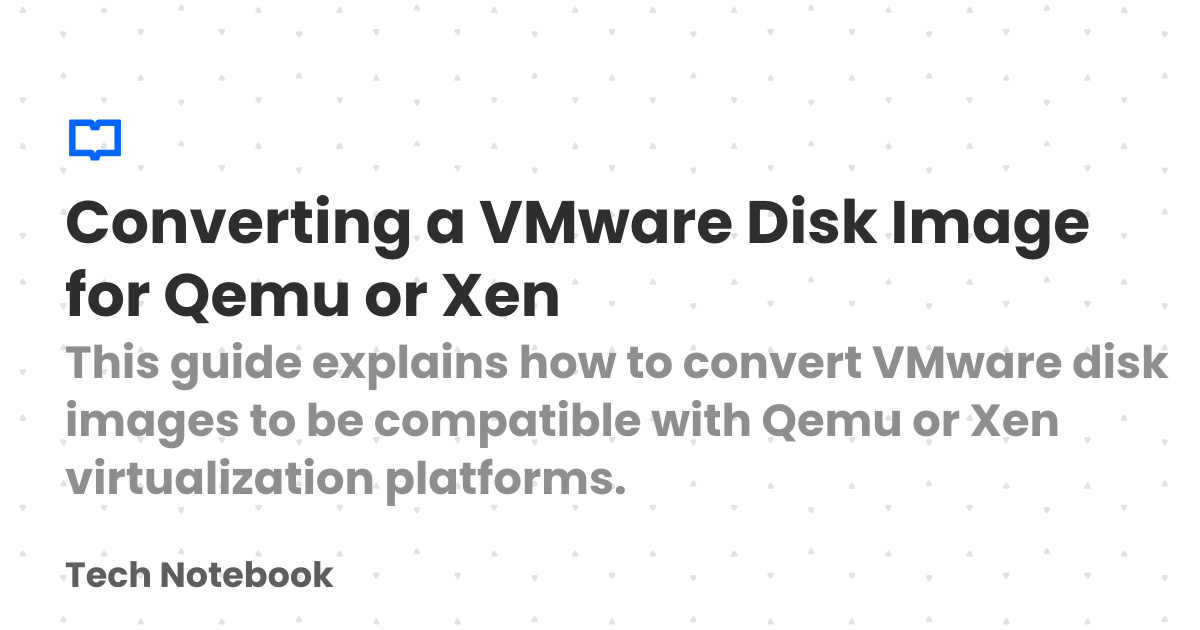 Converting a VMware Disk Image
for Qemu or Xen
This guide explains how to convert VMware disk
images to be compatible with Qemu or Xen
virtualization platforms.
Tech Notebook